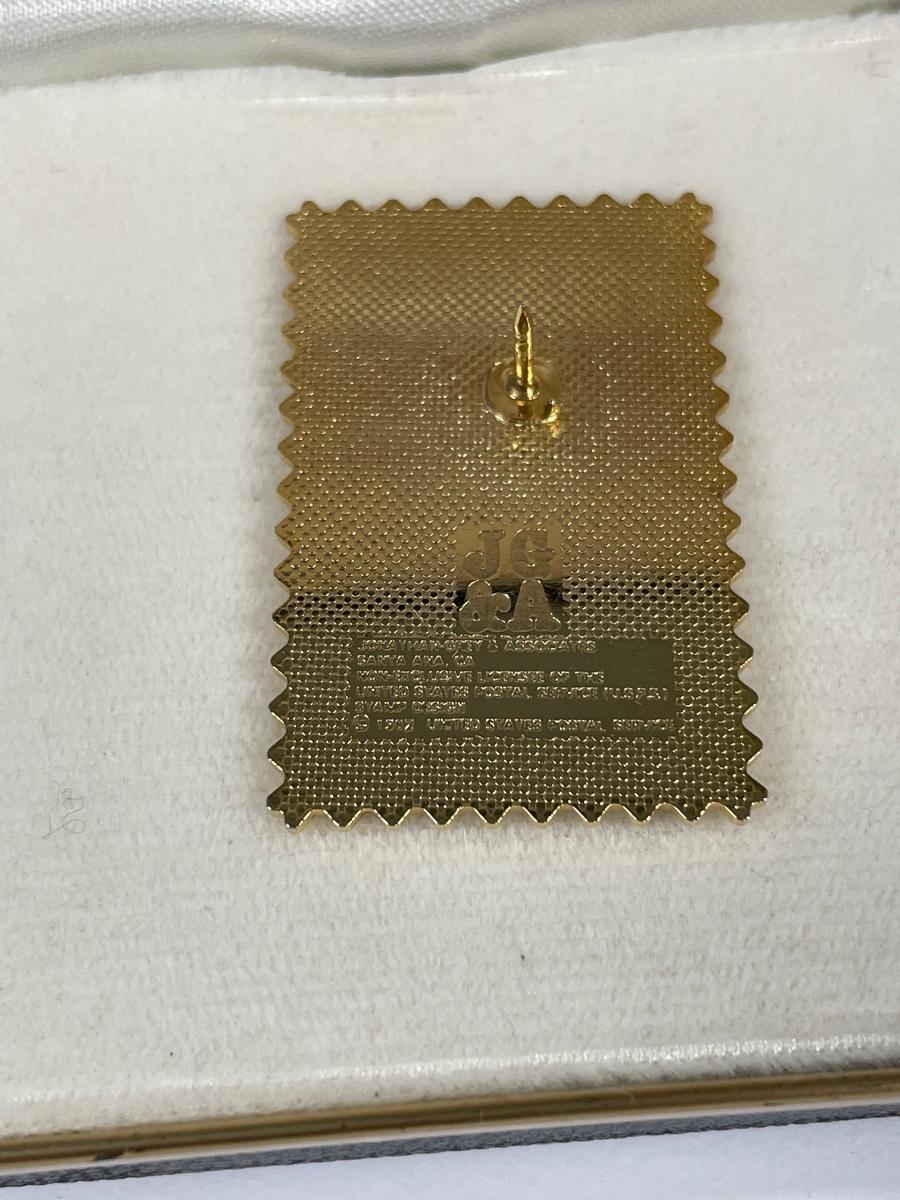 JG
&A
JONATHAN-GREY & ASSOCIATES
SANTA ANA, CA
NON-EXCLUSIVE LICENSEE OF THE
UNITED STATES POSTAL SERVICE (U.S.P.S.)
STAMP DESIGN
© UNITED STATES POSTAL SERVICE